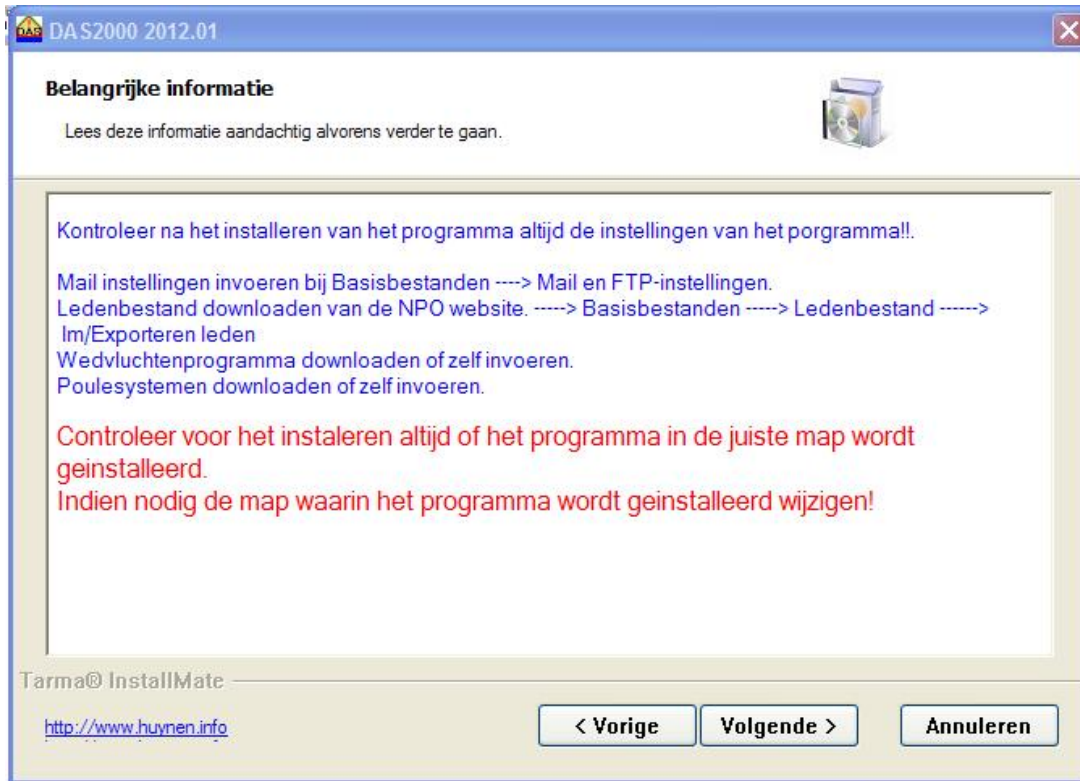 DAS2000 2012.01
Belangrijke informatie
Lees deze informatie aandachtig alvorens verder te gaan.
Kontroleer na het installeren van het programma altijd de instellingen van het porgramma!!.
Mail instellingen invoeren bij Basisbestanden ----> Mail en FTP-instellingen.
Ledenbestand downloaden van de NPO website. -----> Basisbestanden -----> Ledenbestand ------>
Im/Exporteren leden
Wedvluchtenprogramma downloaden of zelf invoeren.
Poulesystemen downloaden of zelf invoeren.
Controleer voor het instaleren altijd of het programma in de juiste map wordt
geinstalleerd.
Indien nodig de map waarin het programma wordt geinstalleerd wijzigen!
Tarma® InstallMate
http://www.huynen.info
< Vorige
Volgende >
Annuleren